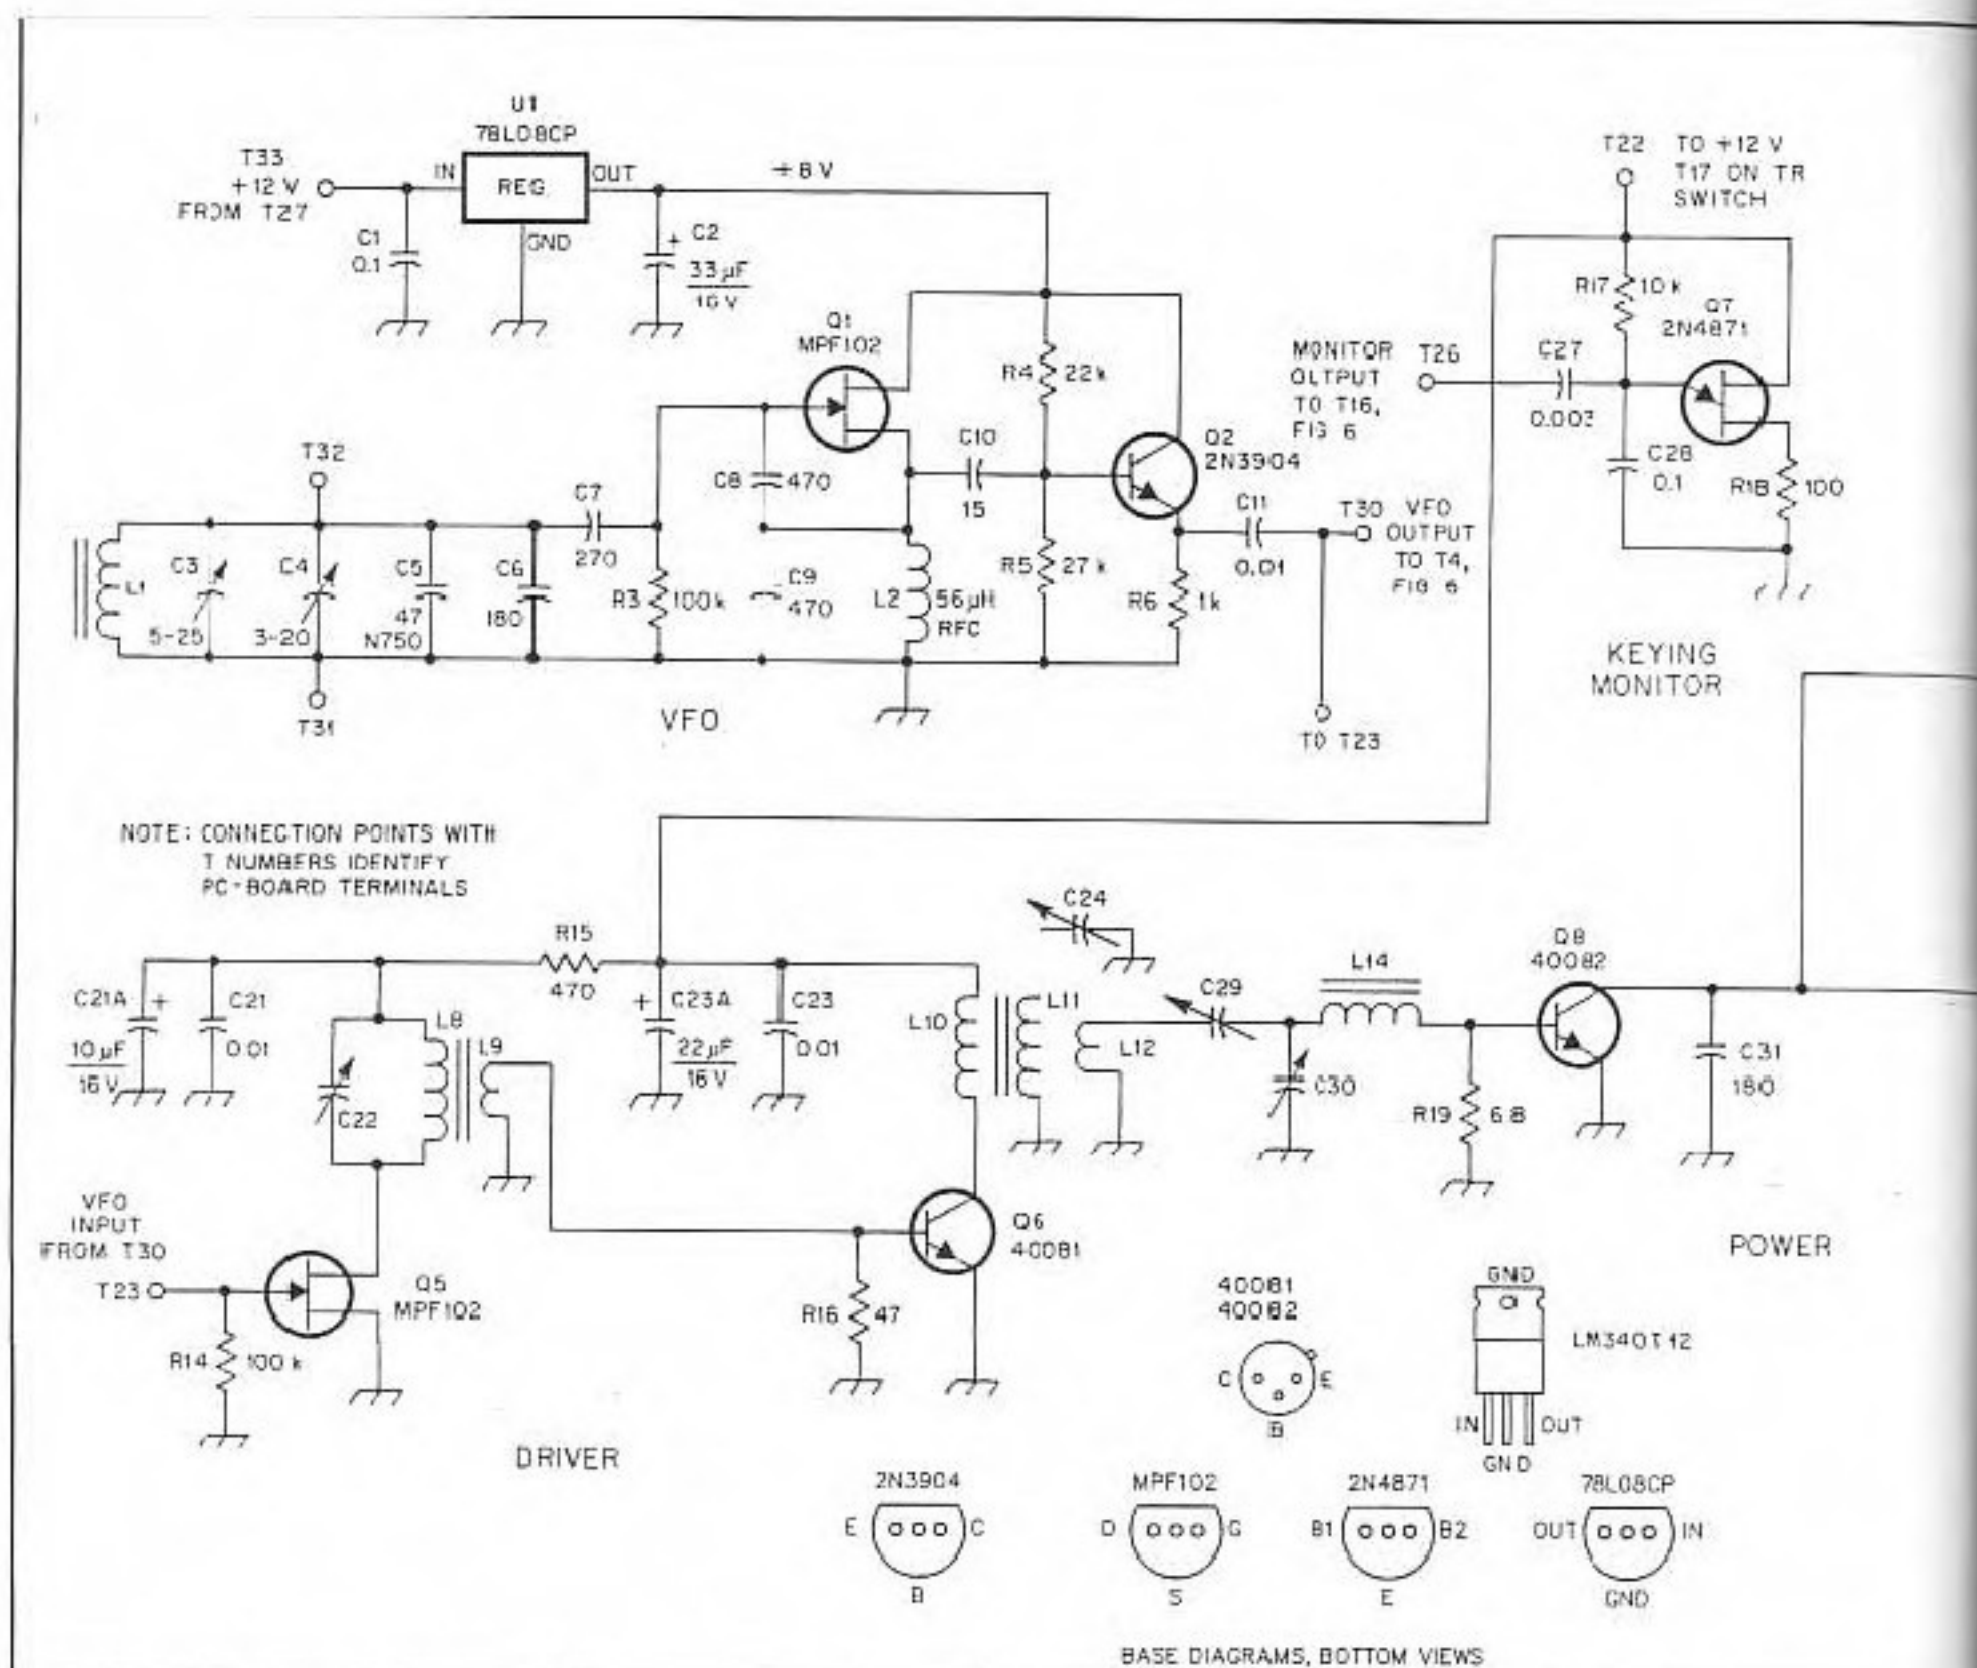 U1
78L08CP
T33
+12 V
FROM T27
IN
REG.
OUT
GND
+8 V
C1
0.1
C2
+
33 µF
16 V
Q1
MPF102
T22
TO +12 V
T17 ON TR
SWITCH
R17
10 k
Q7
2N4871
MONITOR
OUTPUT
TO T16,
FIG 6
T26
C27
0.003
C28
0.1
R18
100
KEYING
MONITOR
R4
22k
Q2
2N3904
C10
15
C8
470
T32
C7
270
C11
0.01
T30
VFO
OUTPUT
TO T4,
FIG 6
L1
C3
5-25
C4
3-20
C5
47
N750
C6
180
R3
100k
C9
470
L2
56µH
RFC
R5
27 k
R6
1k
T31
VFO
TO T23
NOTE: CONNECTION POINTS WITH
T NUMBERS IDENTIFY
PC-BOARD TERMINALS
C24
R15
470
C21A
+
10 µF
16 V
C21
0.01
C22
L8
L9
+
C23A
22µF
16 V
C23
0.01
L10
L11
L12
C29
L14
C30
R19
68
Q8
40082
C31
180
VFO
INPUT
FROM T30
T23
Q5
MPF102
R14
100 k
Q6
40081
R16
47
POWER
DRIVER
40081
40082
C
E
B
GND
LM340T12
IN
OUT
GND
2N3904
E
C
B
MPF102
D
G
S
2N4871
B1
B2
E
78L08CP
OUT
IN
GND
BASE DIAGRAMS, BOTTOM VIEWS